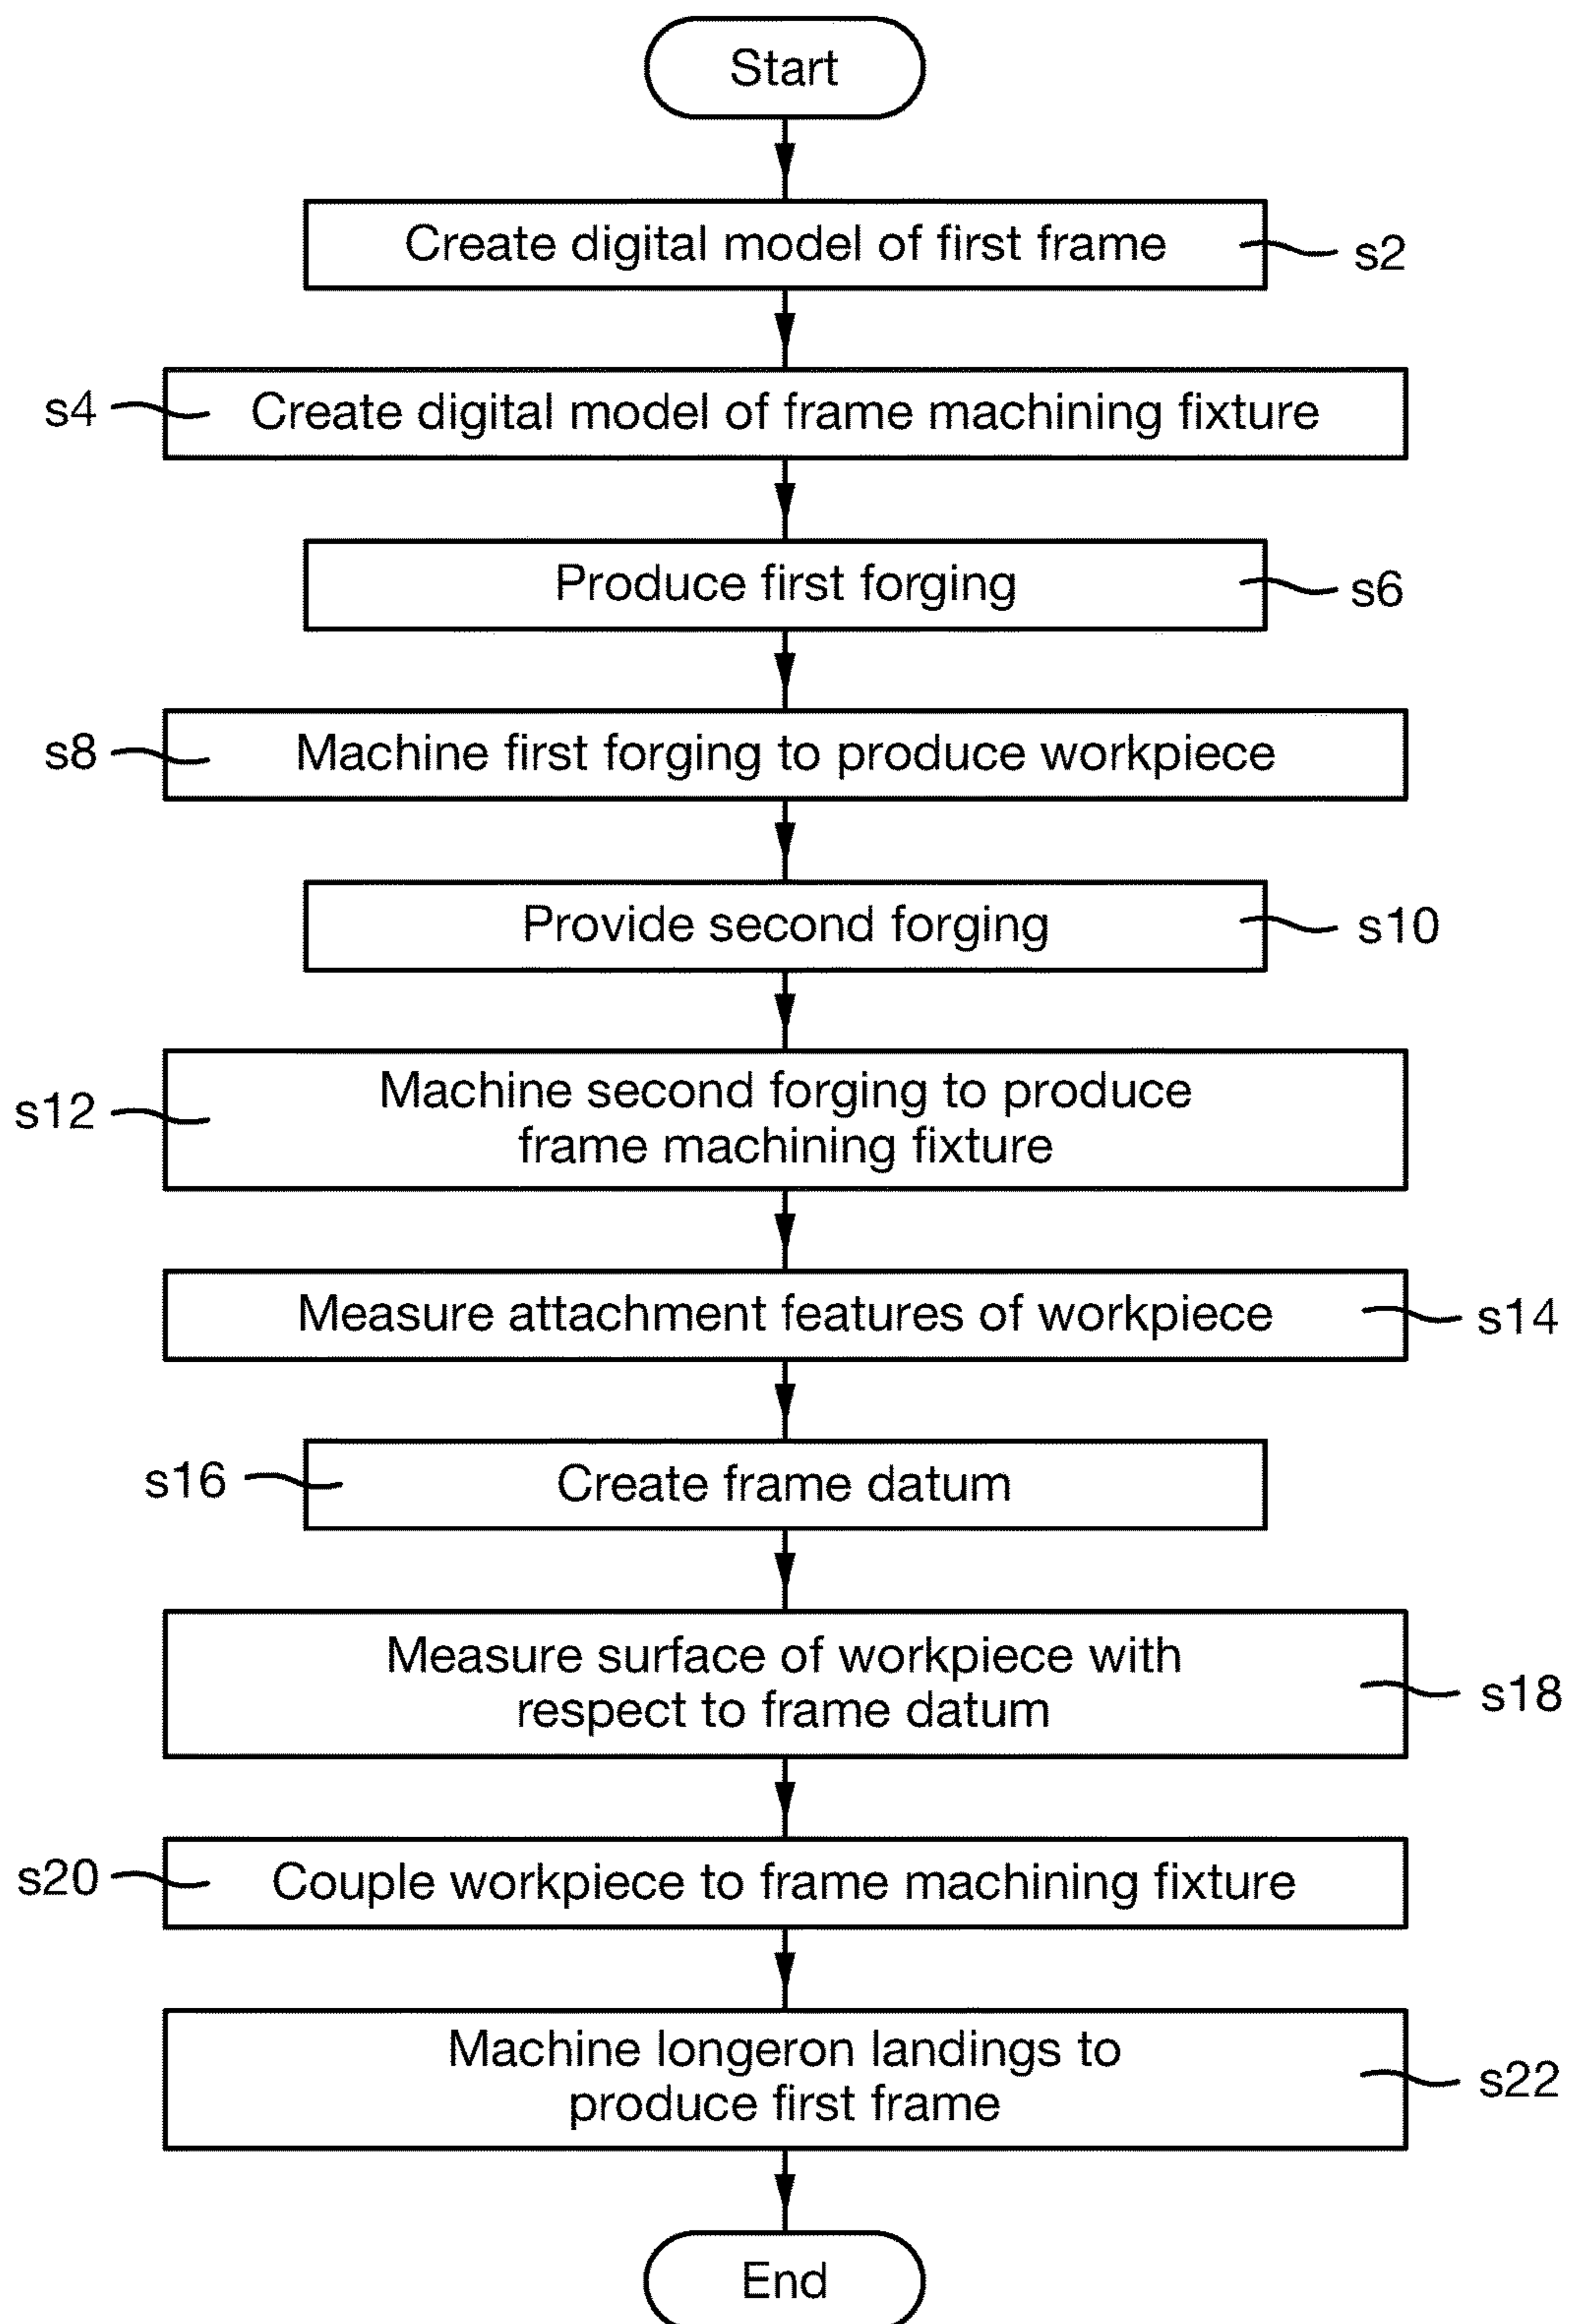 Start
Create digital model of first frame
s2
s4
Create digital model of frame machining fixture
Produce first forging
s6
s8
Machine first forging to produce workpiece
Provide second forging
s10
s12
Machine second forging to produce
frame machining fixture
Measure attachment features of workpiece
s14
s16
Create frame datum
Measure surface of workpiece with
respect to frame datum
s18
s20
Couple workpiece to frame machining fixture
Machine longeron landings to
produce first frame
s22
End